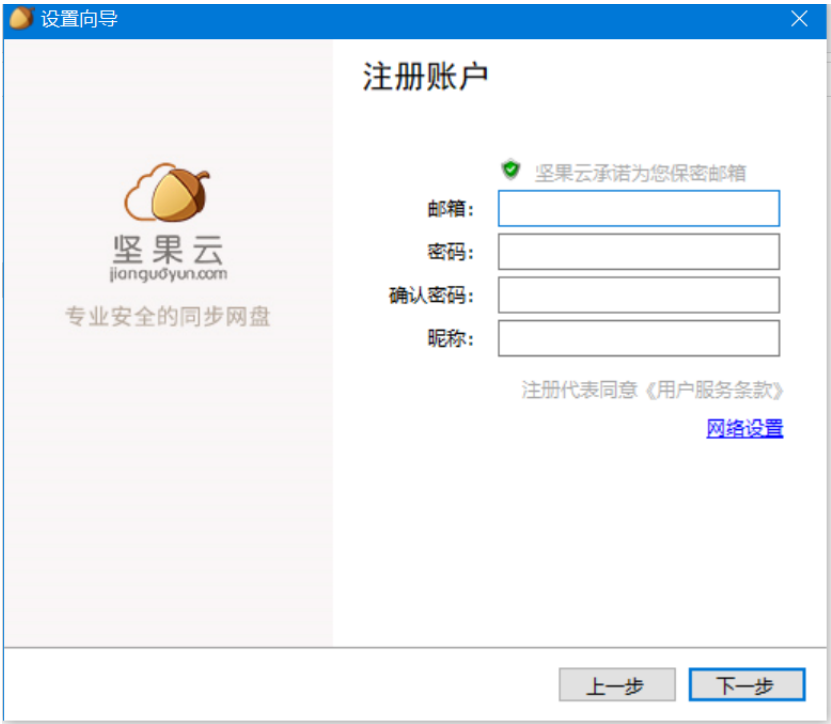 设置向导
注册账户
坚果云承诺为您保密邮箱
邮箱：
密码：
确认密码：
昵称：
注册代表同意《用户服务条款》
网络设置
坚果云
jianguoyun.com
专业安全的同步网盘
上一步
下一步